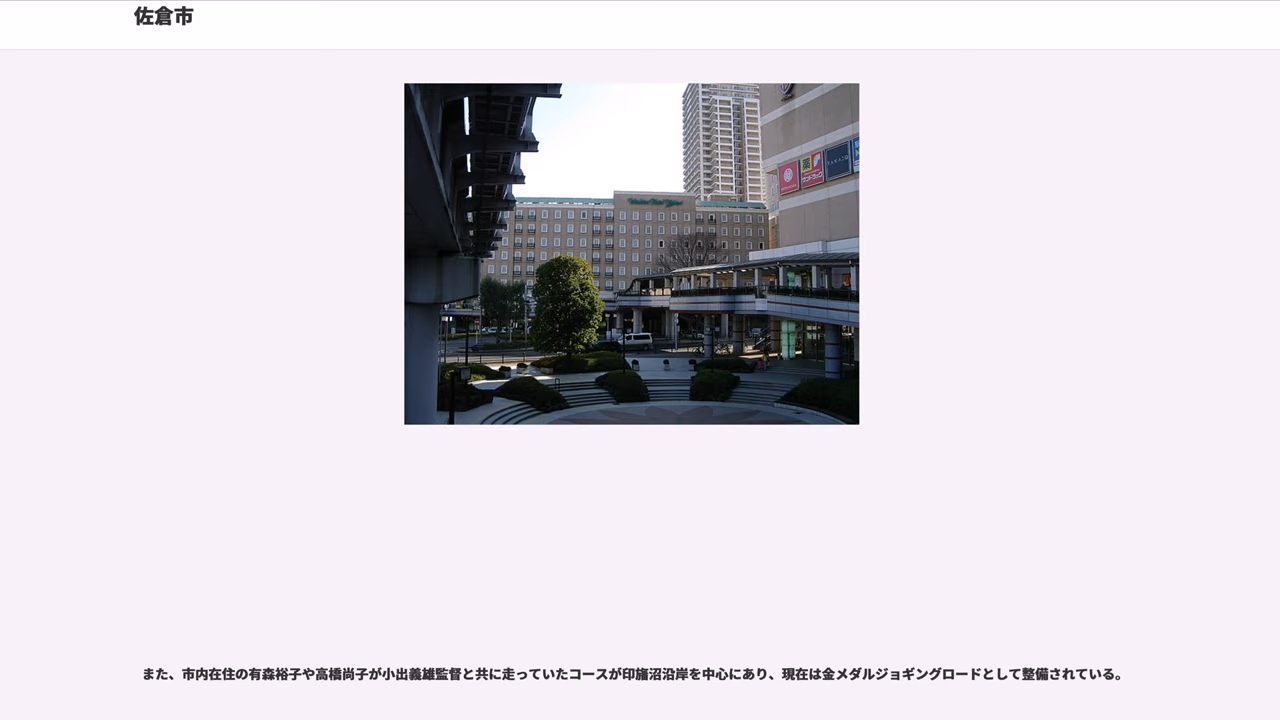 佐倉市
また、市内在住の有森裕子や高橋尚子が小出義雄監督と共に走っていたコースが印旛沼沿岸を中心にあり、現在は金メダルジョギングロードとして整備されている。